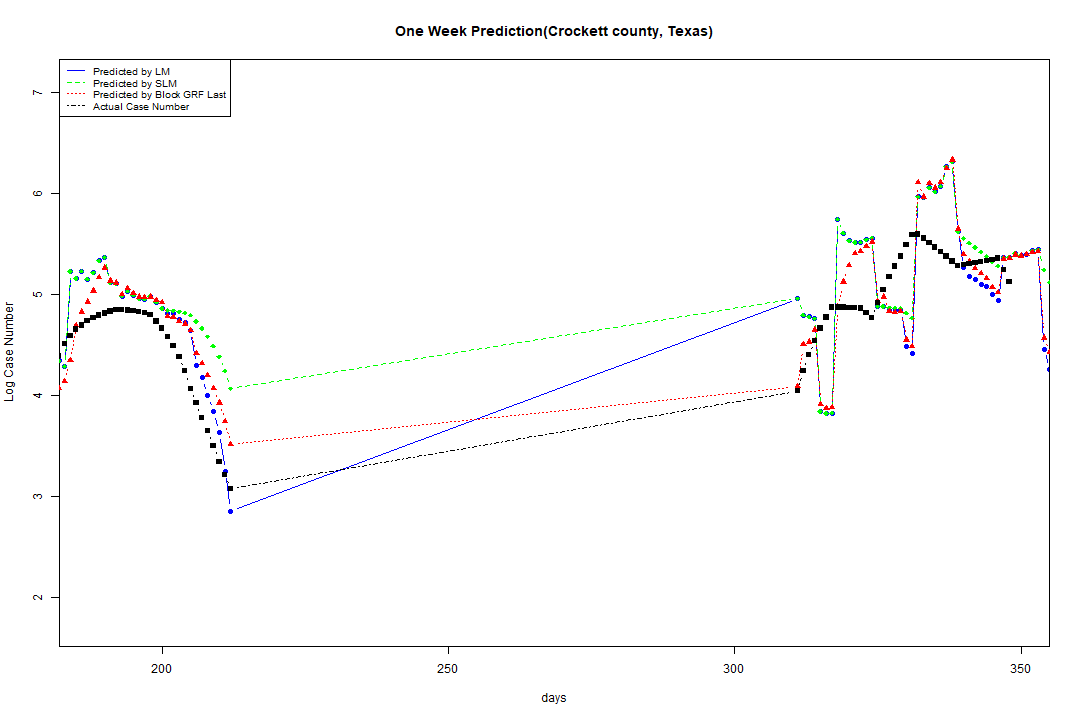 One Week Prediction(Crockett county, Texas)
Predicted by LM
Predicted by SLM
Predicted by Block GRF Last
Actual Case Number
Log Case Number
7
6
5
4
3
2
200
250
300
350
days